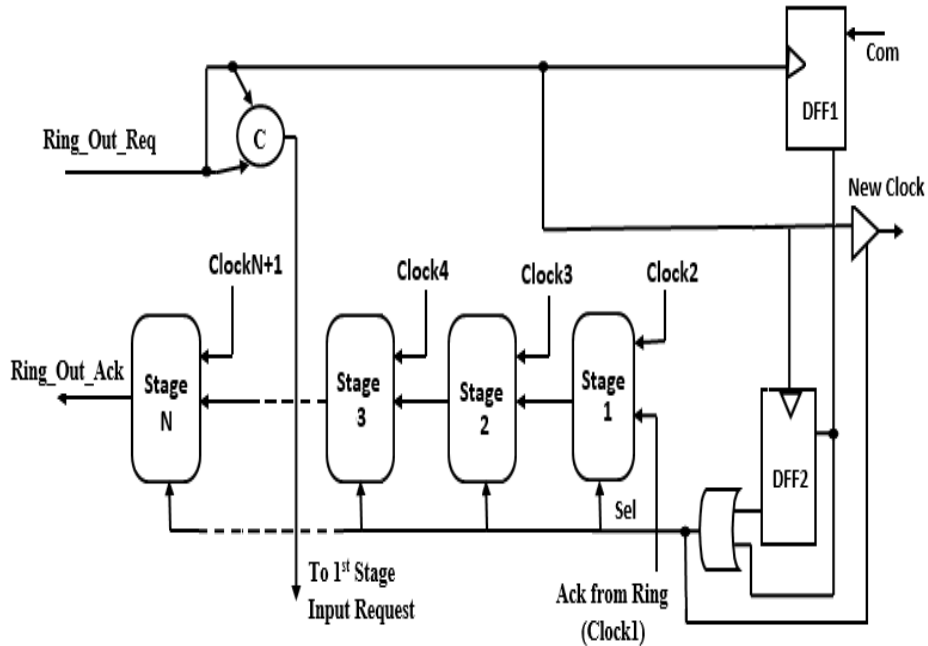 Com
DFF1
Ring_Out_Req
C
New Clock
ClockN+1
Clock4
Clock3
Clock2
Ring_Out_Ack
Stage
N
Stage
3
Stage
2
Stage
1
DFF2
Sel
To 1st Stage
Input Request
Ack from Ring
(Clock1)